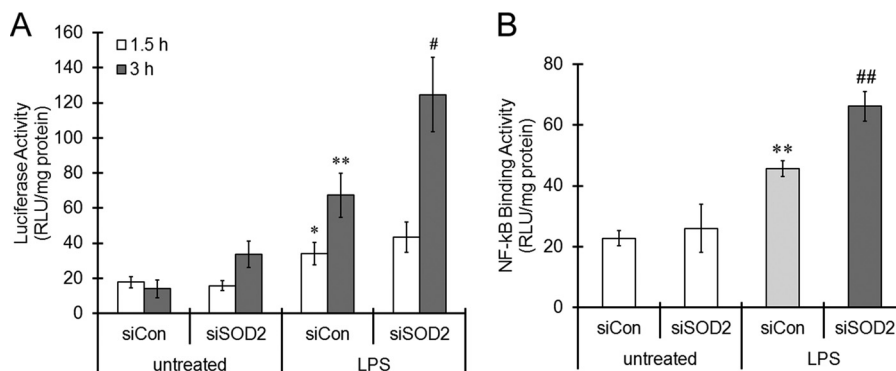 A
Luciferase Activity
(RLU/mg protein)
160
140
120
100
80
60
40
20
0
1.5 h
3 h
*
**
#
siCon
siSOD2
siCon
siSOD2
untreated
LPS
B
NF-kB Binding Activity
(RLU/mg protein)
80
60
40
20
0
**
##
siCon
siSOD2
siCon
siSOD2
untreated
LPS